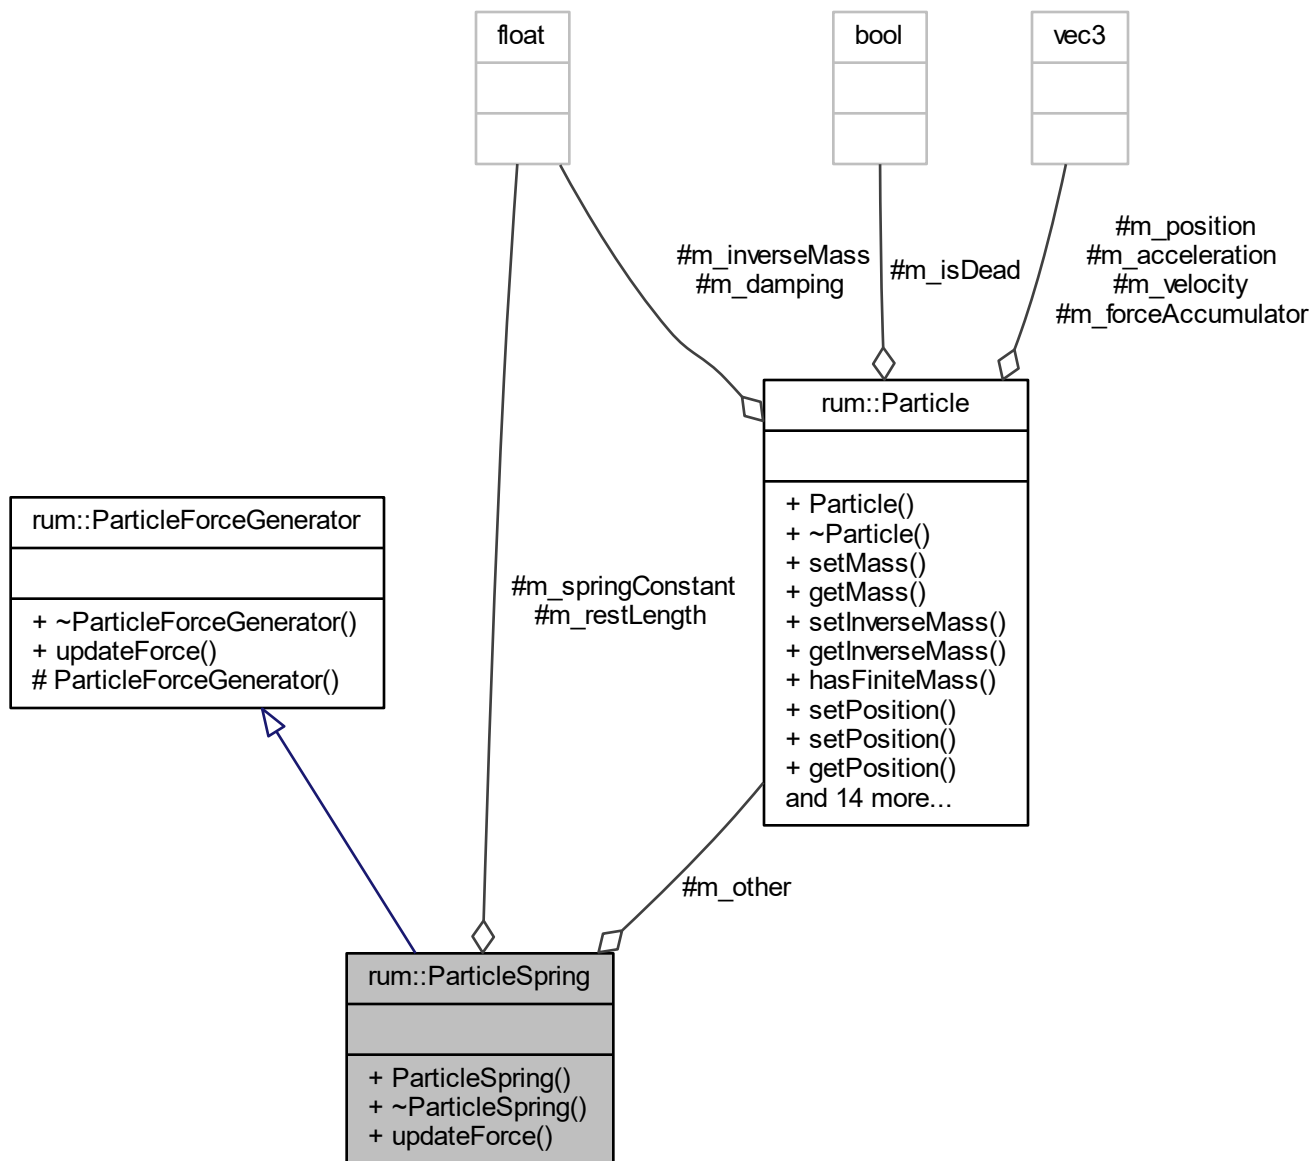 float
bool
vec3
#m_position
#m_acceleration
#m_velocity
#m_forceAccumulator
#m_inverseMass
#m_damping
#m_isDead
rum::Particle
+ Particle()
+ ~Particle()
+ setMass()
+ getMass()
+ setInverseMass()
+ getInverseMass()
+ hasFiniteMass()
+ setPosition()
+ setPosition()
+ getPosition()
and 14 more...
rum::ParticleForceGenerator
+ ~ParticleForceGenerator()
+ updateForce()
# ParticleForceGenerator()
#m_springConstant
#m_restLength
#m_other
rum::ParticleSpring
+ ParticleSpring()
+ ~ParticleSpring()
+ updateForce()